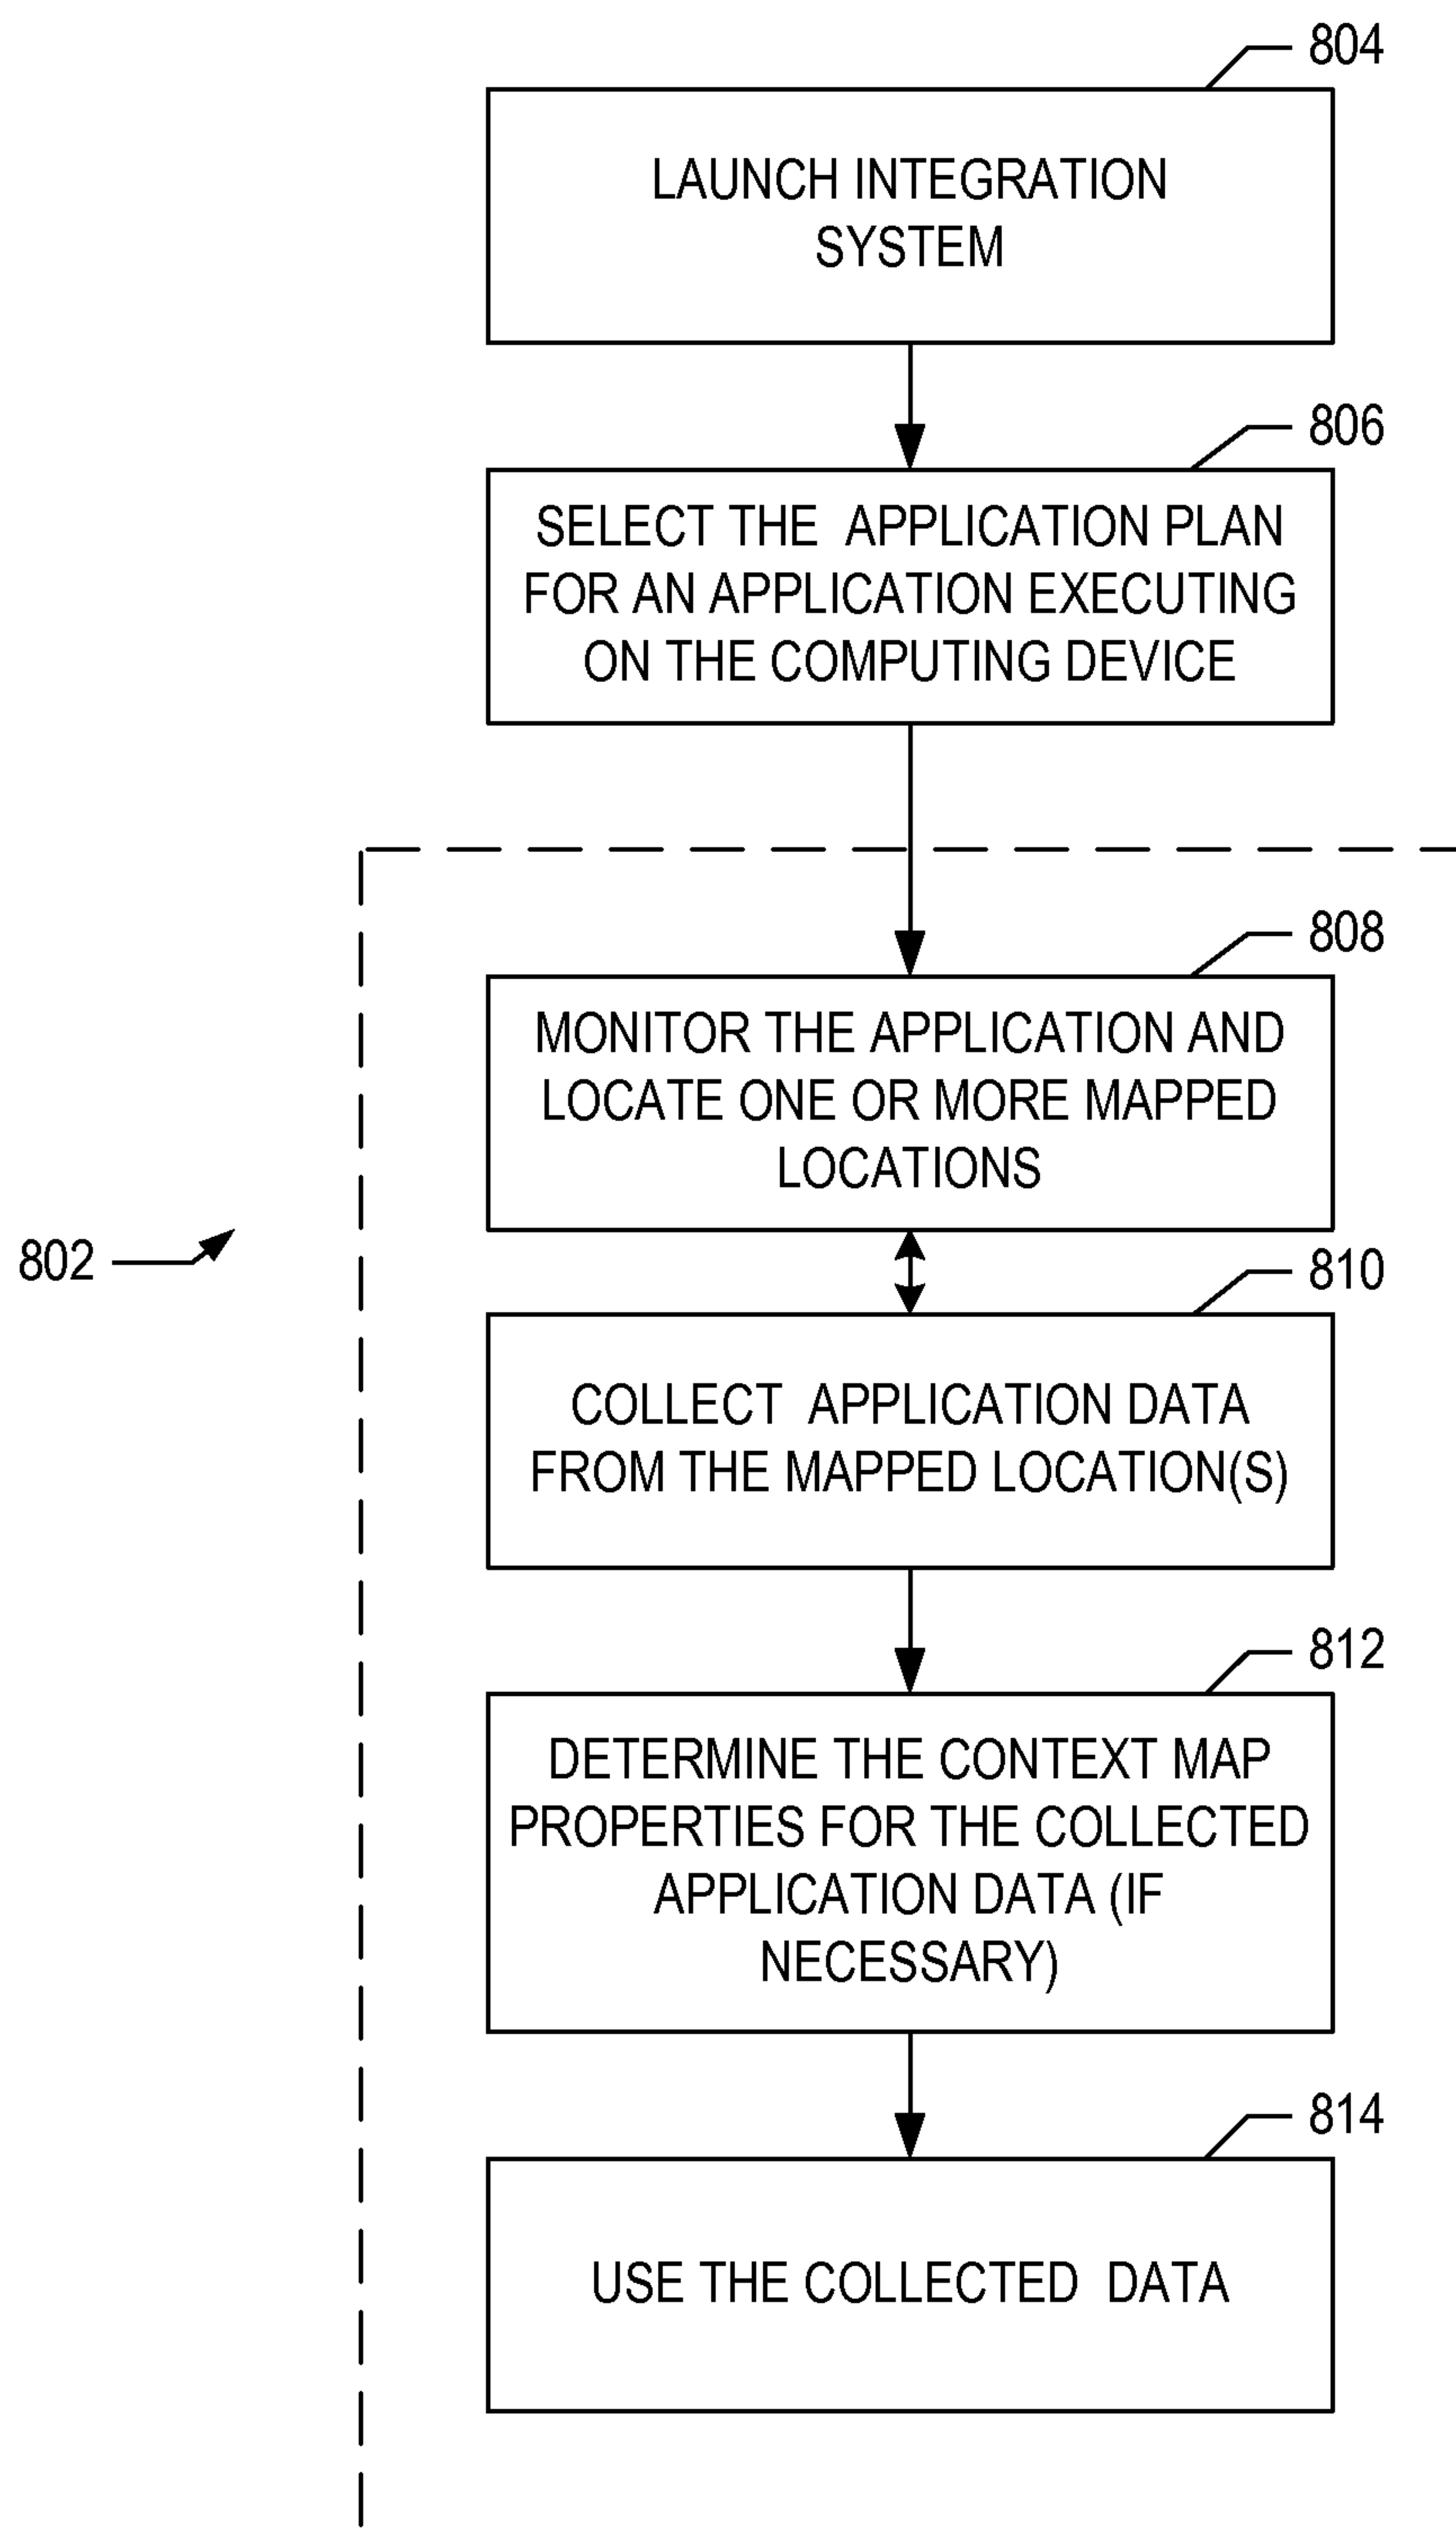 804
LAUNCH INTEGRATION
SYSTEM
806
SELECT THE APPLICATION PLAN
FOR AN APPLICATION EXECUTING
ON THE COMPUTING DEVICE
808
MONITOR THE APPLICATION AND
LOCATE ONE OR MORE MAPPED
LOCATIONS
802
810
COLLECT APPLICATION DATA
FROM THE MAPPED LOCATION(S)
812
DETERMINE THE CONTEXT MAP
PROPERTIES FOR THE COLLECTED
APPLICATION DATA (IF
NECESSARY)
814
USE THE COLLECTED DATA